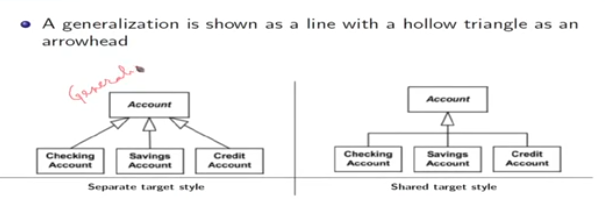 A generalization is shown as a line with a hollow triangle as an
arrowhead
General
Account
Checking
Account
Savings
Account
Credit
Account
Separate target style
Account
Checking
Account
Savings
Account
Credit
Account
Shared target style